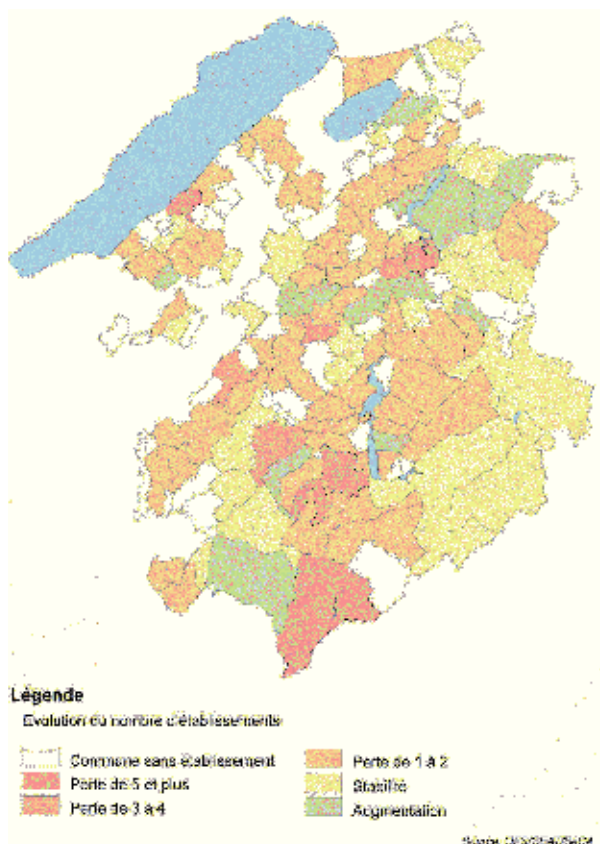 Légende
Evolution du nombre d'établissements
Commune sans établissement
Perte de 5 et plus
Perte de 3 à 4
Perte de 1 à 2
Stabilité
Augmentation